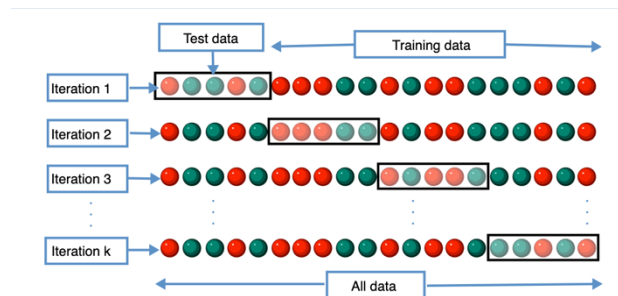 Test data
Training data
Iteration 1
Iteration 2
Iteration 3
Iteration k
All data